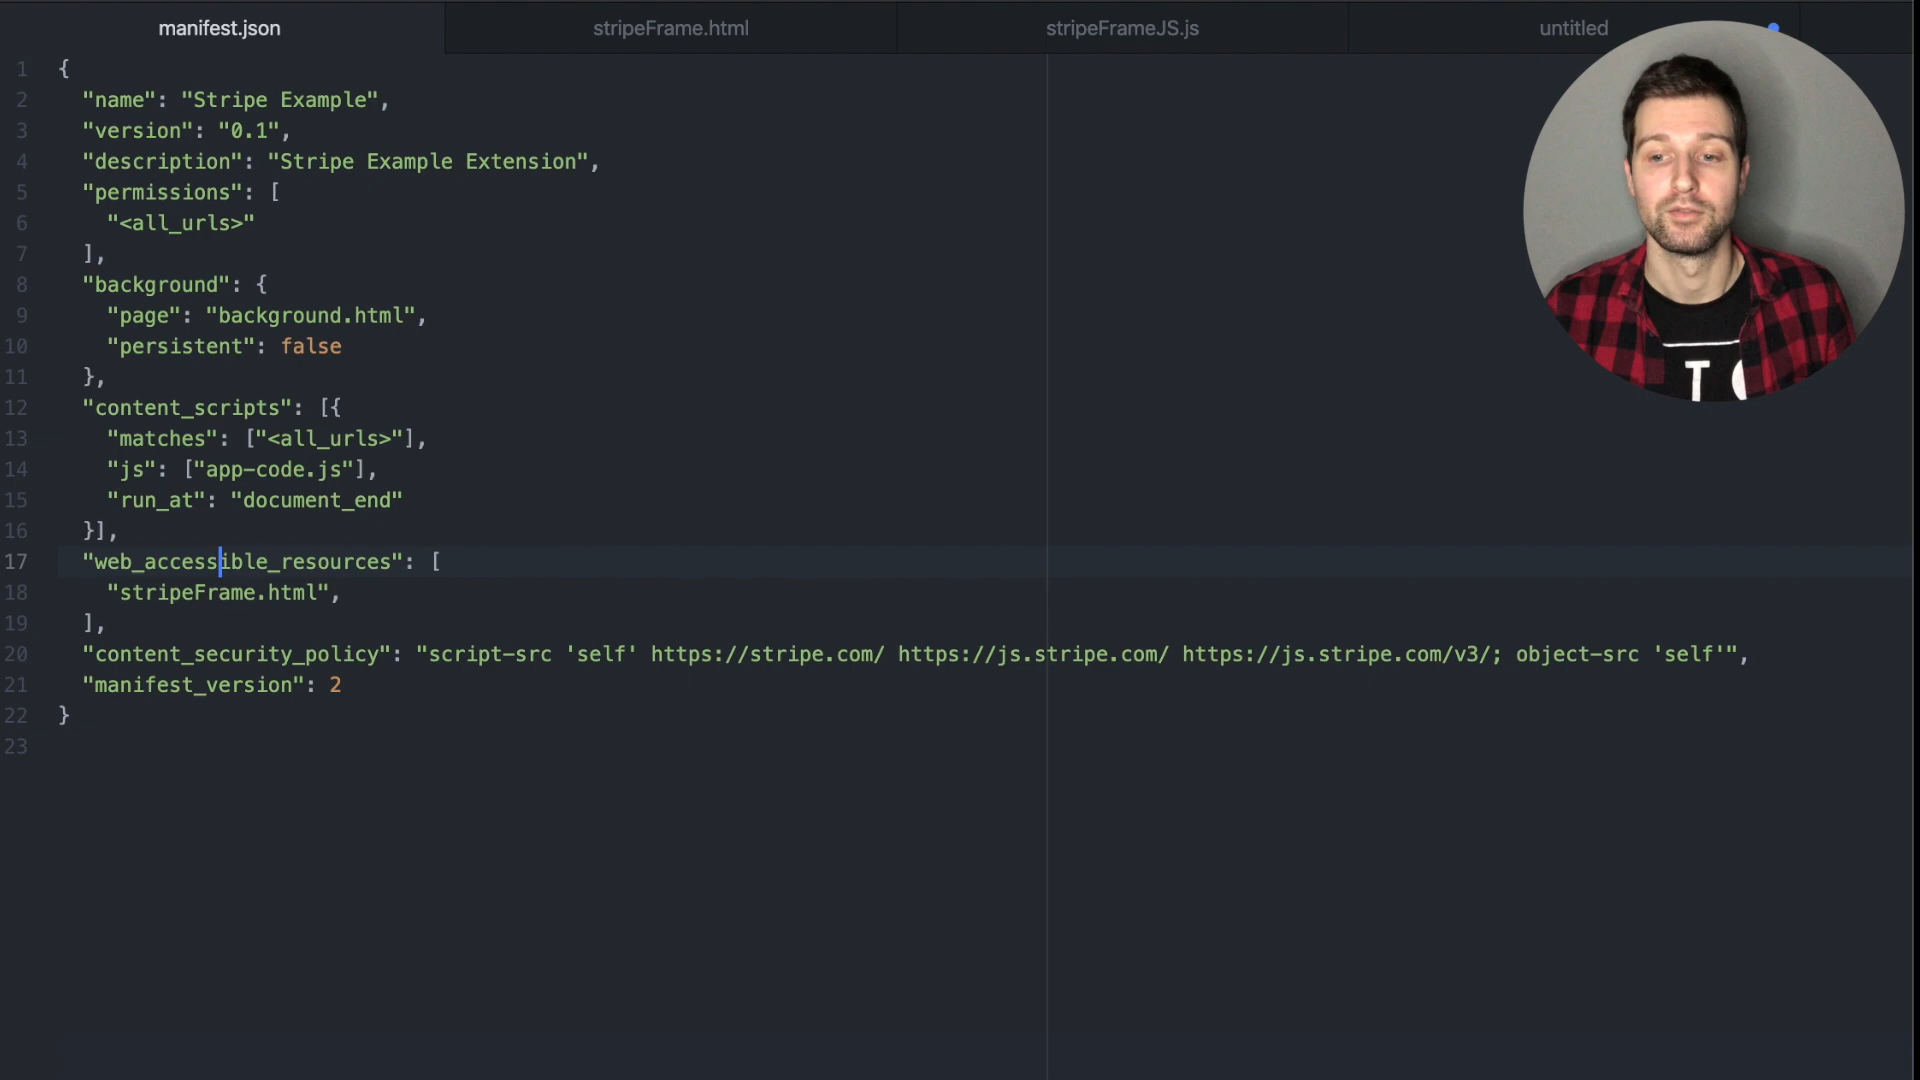 manifest.json
stripeFrame.html
stripeFrameJS.js
untitled
1 {
2 "name": "Stripe Example",
3 "version": "0.1",
4 "description": "Stripe Example Extension",
5 "permissions": [
6 "<all_urls>"
7 ],
8 "background": {
9 "page": "background.html",
10 "persistent": false
11 },
12 "content_scripts": [{
13 "matches": ["<all_urls>"],
14 "js": ["app-code.js"],
15 "run_at": "document_end"
16 }],
17 "web_accessible_resources": [
18 "stripeFrame.html",
19 ],
20 "content_security_policy": "script-src 'self' https://stripe.com/ https://js.stripe.com/ https://js.stripe.com/v3/; object-src 'self'",
21 "manifest_version": 2
22 }
23